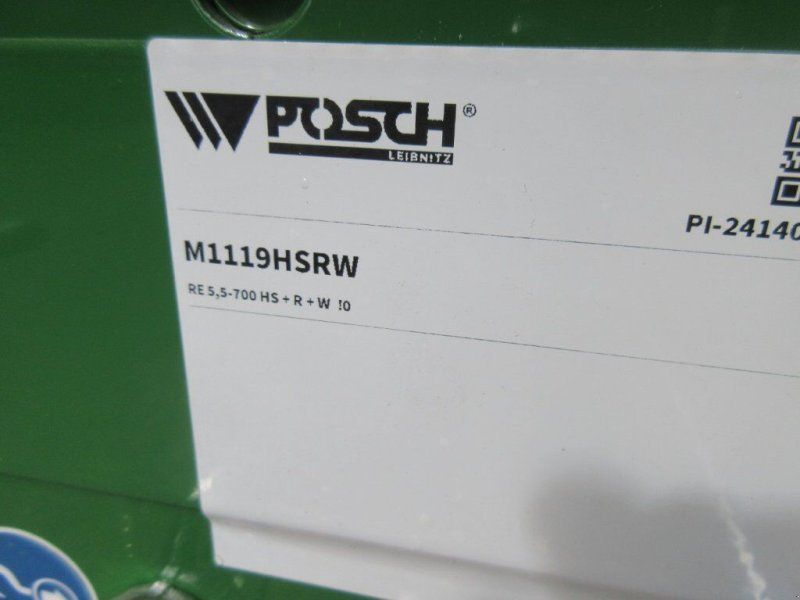 POSCH®
LEIBNITZ
PI-24140
M1119HSRW
RE 5,5-700 HS + R + W !0